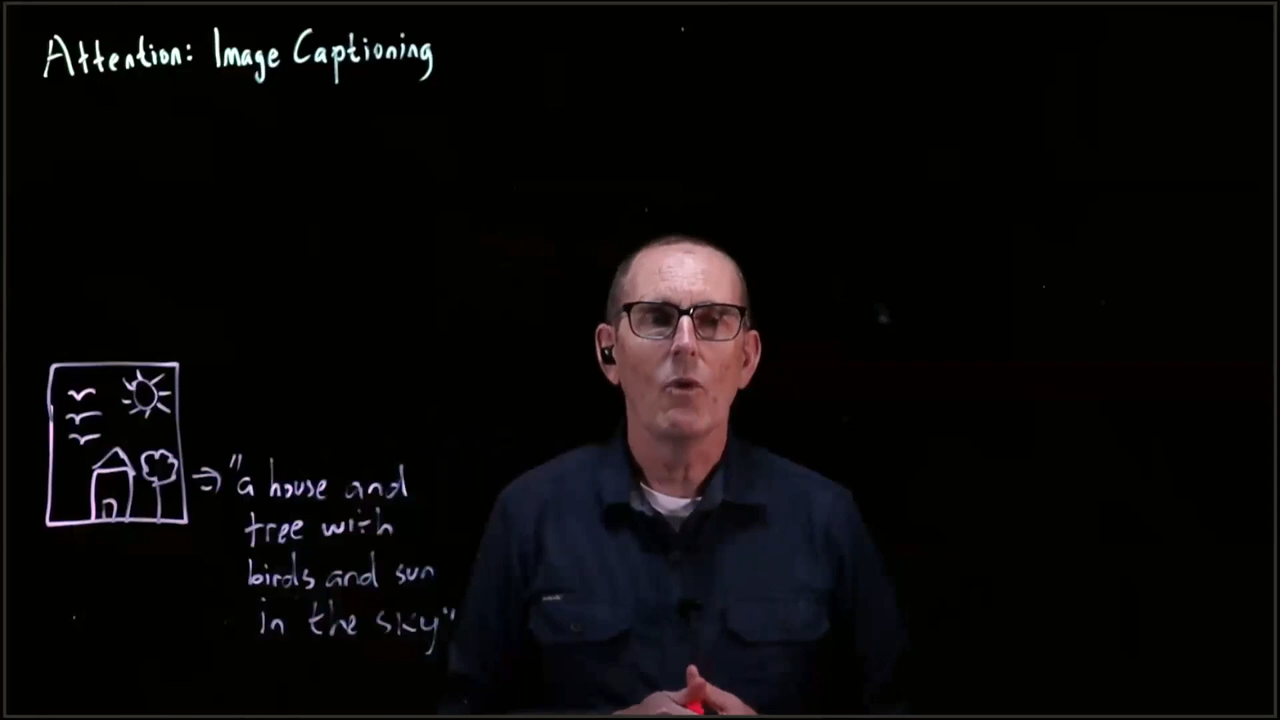 Attention: Image Captioning
"a house and
tree with
birds and sun
in the sky"